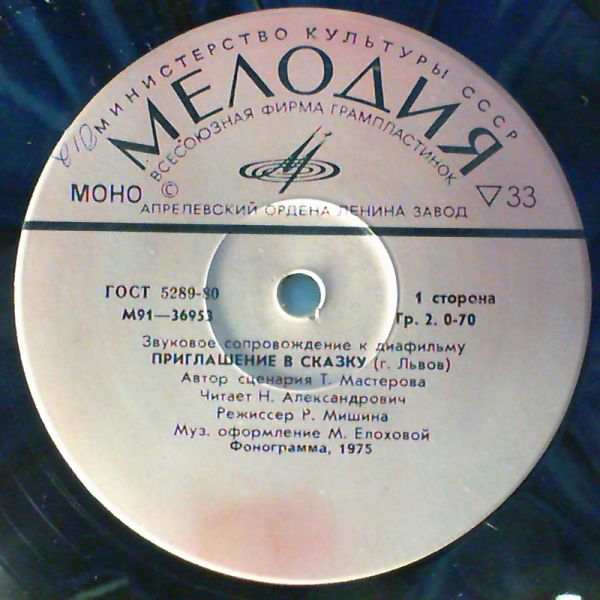 МИНИСТЕРСТВО КУЛЬТУРЫ СССР
МЕЛОДИЯ
ВСЕСОЮЗНАЯ ФИРМА ГРАМПЛАСТИНОК
МОНО © ▽33
АПРЕЛЕВСКИЙ ОРДЕНА ЛЕНИНА ЗАВОД
ГОСТ 5289-80 1 сторона
М91—36953 Гр. 2. 0-70
Звуковое сопровождение к диафильму
ПРИГЛАШЕНИЕ В СКАЗКУ (г. Львов)
Автор сценария Т. Мастерова
Читает Н. Александрович
Режиссер Р. Мишина
Муз. оформление М. Елоховой
Фонограмма, 1975